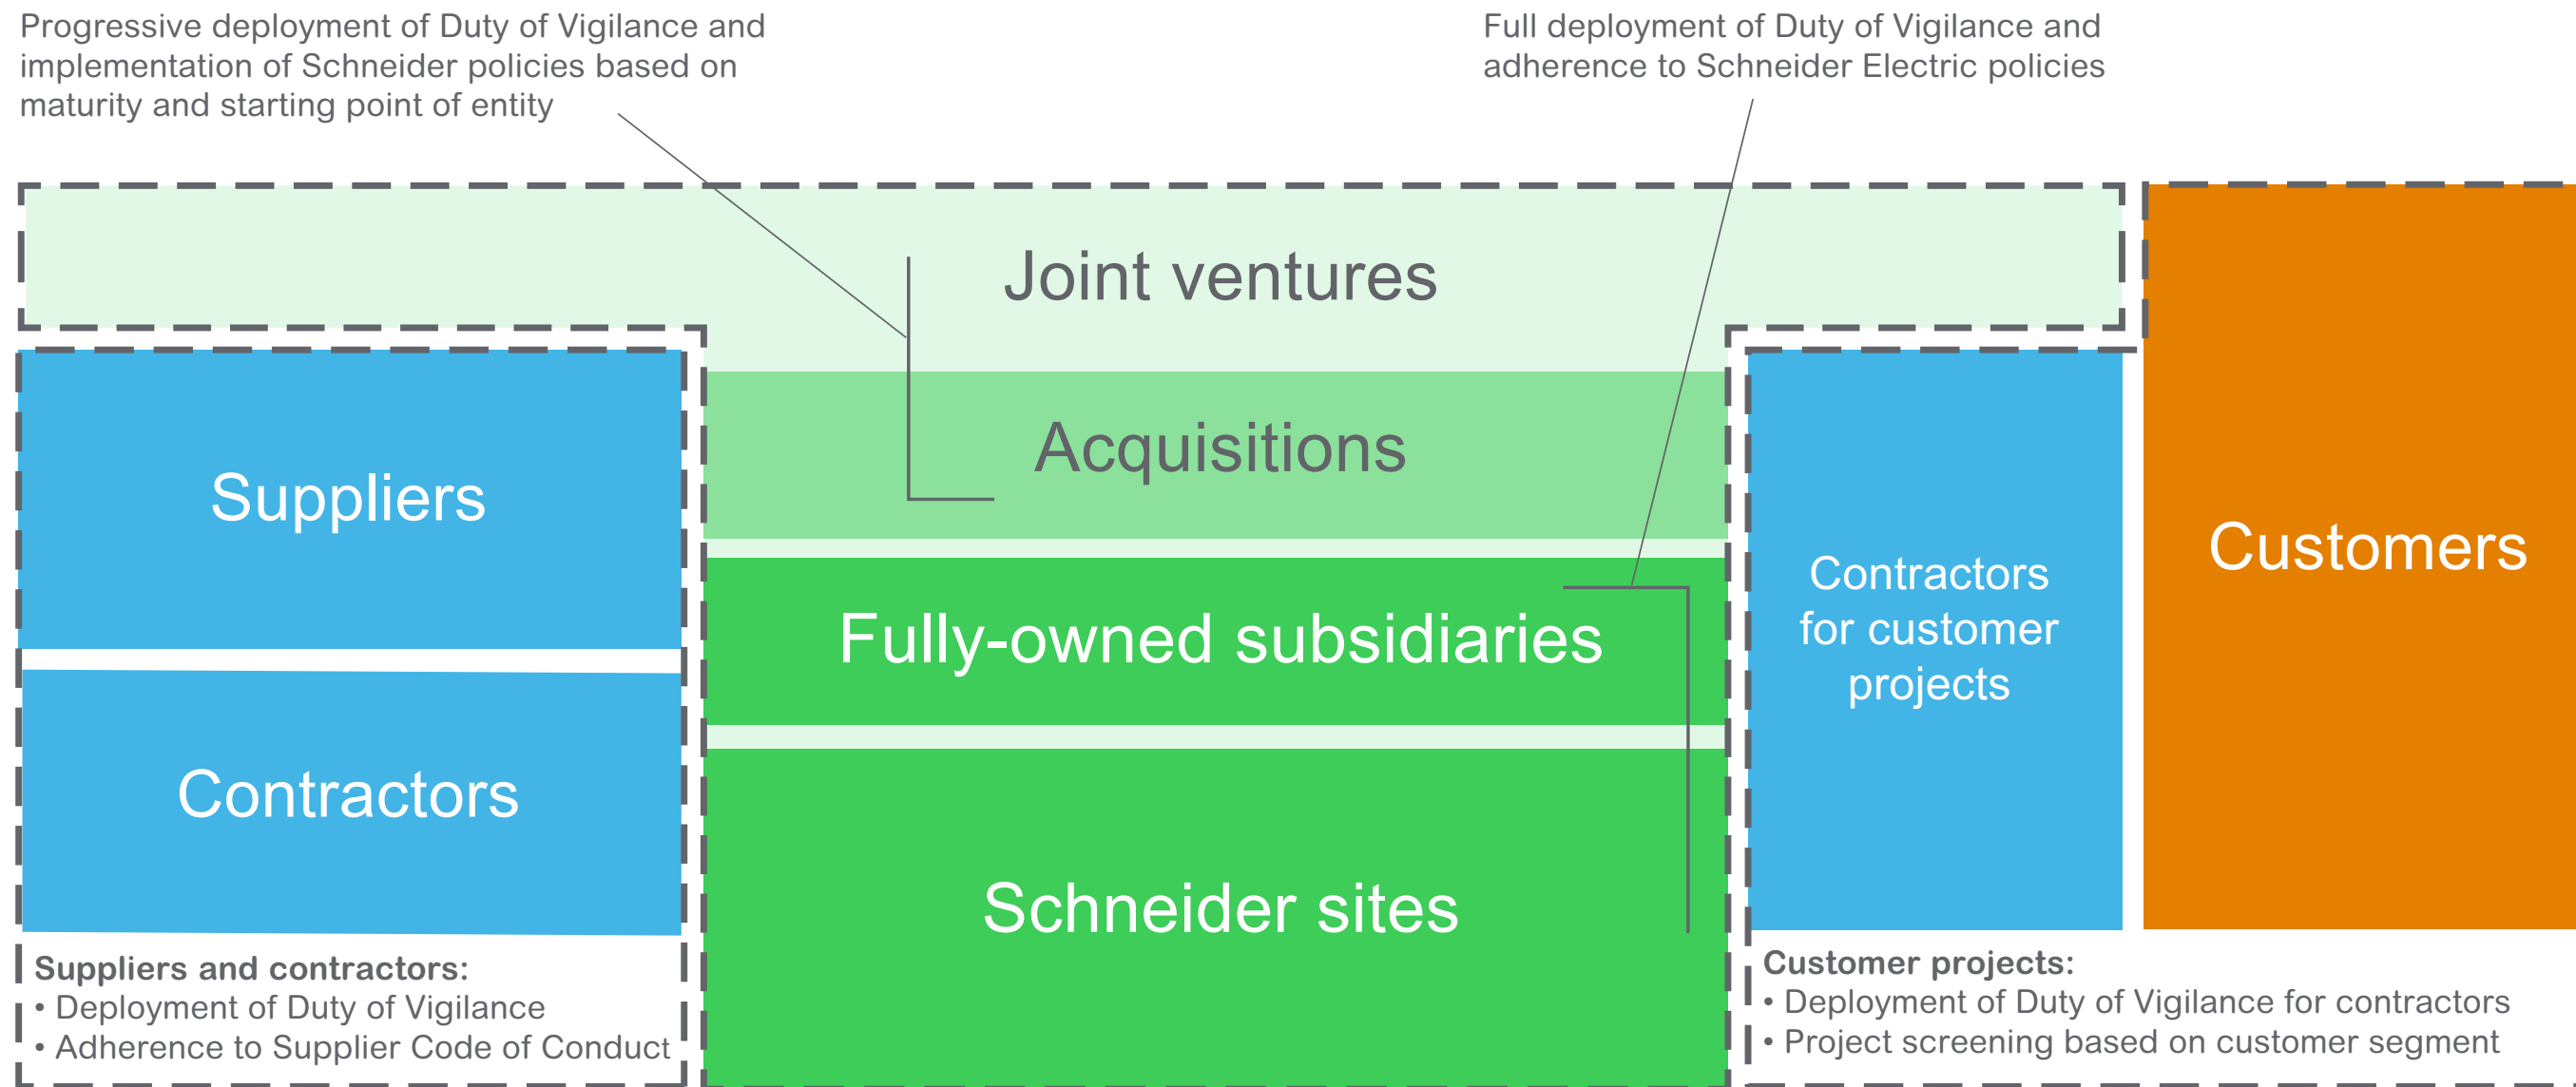 Progressive deployment of Duty of Vigilance and
implementation of Schneider policies based on
maturity and starting point of entity
Full deployment of Duty of Vigilance and
adherence to Schneider Electric policies
Joint ventures
Acquisitions
Fully-owned subsidiaries
Schneider sites
Suppliers
Contractors
Suppliers and contractors:
• Deployment of Duty of Vigilance
• Adherence to Supplier Code of Conduct
Contractors
for customer
projects
Customers
Customer projects:
• Deployment of Duty of Vigilance for contractors
• Project screening based on customer segment